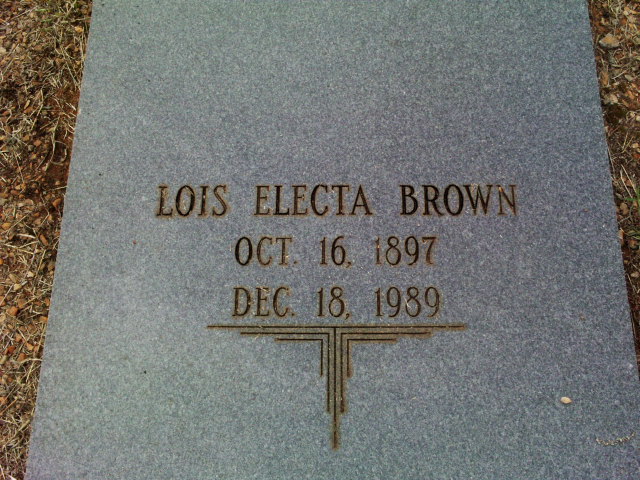 LOIS ELECTA BROWN
OCT. 16, 1897
DEC. 18, 1989